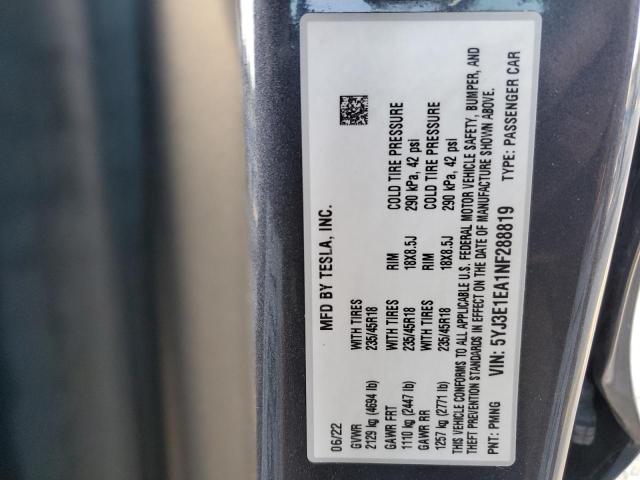 MFD BY TESLA, INC.
06/22
GVWR WITH TIRES RIM COLD TIRE PRESSURE
2129 kg (4694 lb) 235/45R18
GAWR FRT WITH TIRES RIM COLD TIRE PRESSURE
1110 kg (2447 lb) 235/45R18 18X8.5J 290 kPa, 42 psi
GAWR RR WITH TIRES RIM COLD TIRE PRESSURE
1257 kg (2771 lb) 235/45R18 18X8.5J 290 kPa, 42 psi
THIS VEHICLE CONFORMS TO ALL APPLICABLE U.S. FEDERAL MOTOR VEHICLE SAFETY, BUMPER, AND
THEFT PREVENTION STANDARDS IN EFFECT ON THE DATE OF MANUFACTURE SHOWN ABOVE.
PNT: PMNG VIN: 5YJ3E1EA1NF288819 TYPE: PASSENGER CAR